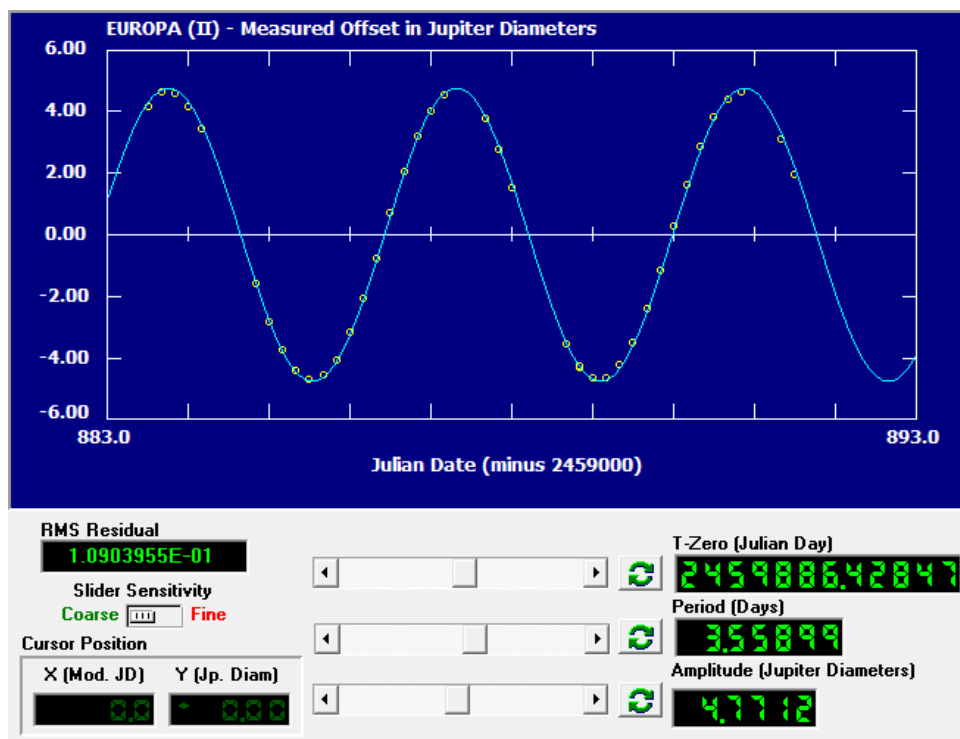 EUROPA (II) - Measured Offset in Jupiter Diameters
6.00
4.00
2.00
0.00
-2.00
-4.00
-6.00
883.0 893.0
Julian Date (minus 2459000)
RMS Residual
1.0903955E-01
Slider Sensitivity
Coarse Fine
Cursor Position
X (Mod. JD) Y (Jp. Diam)
0.0 - 0.00
T-Zero (Julian Day)
2459886.42847
Period (Days)
3.55899
Amplitude (Jupiter Diameters)
4.7712